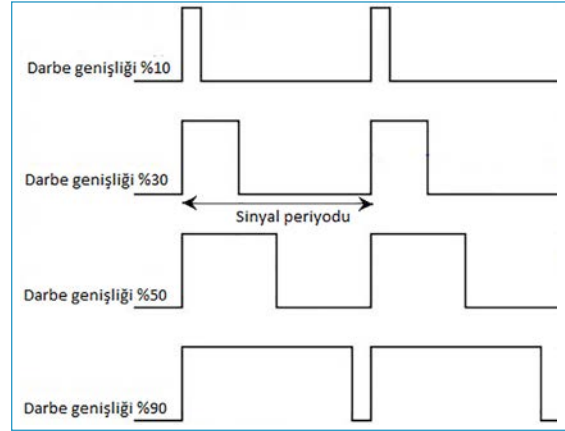 Darbe genişliği %10
Darbe genişliği %30
Sinyal periyodu
Darbe genişliği %50
Darbe genişliği %90